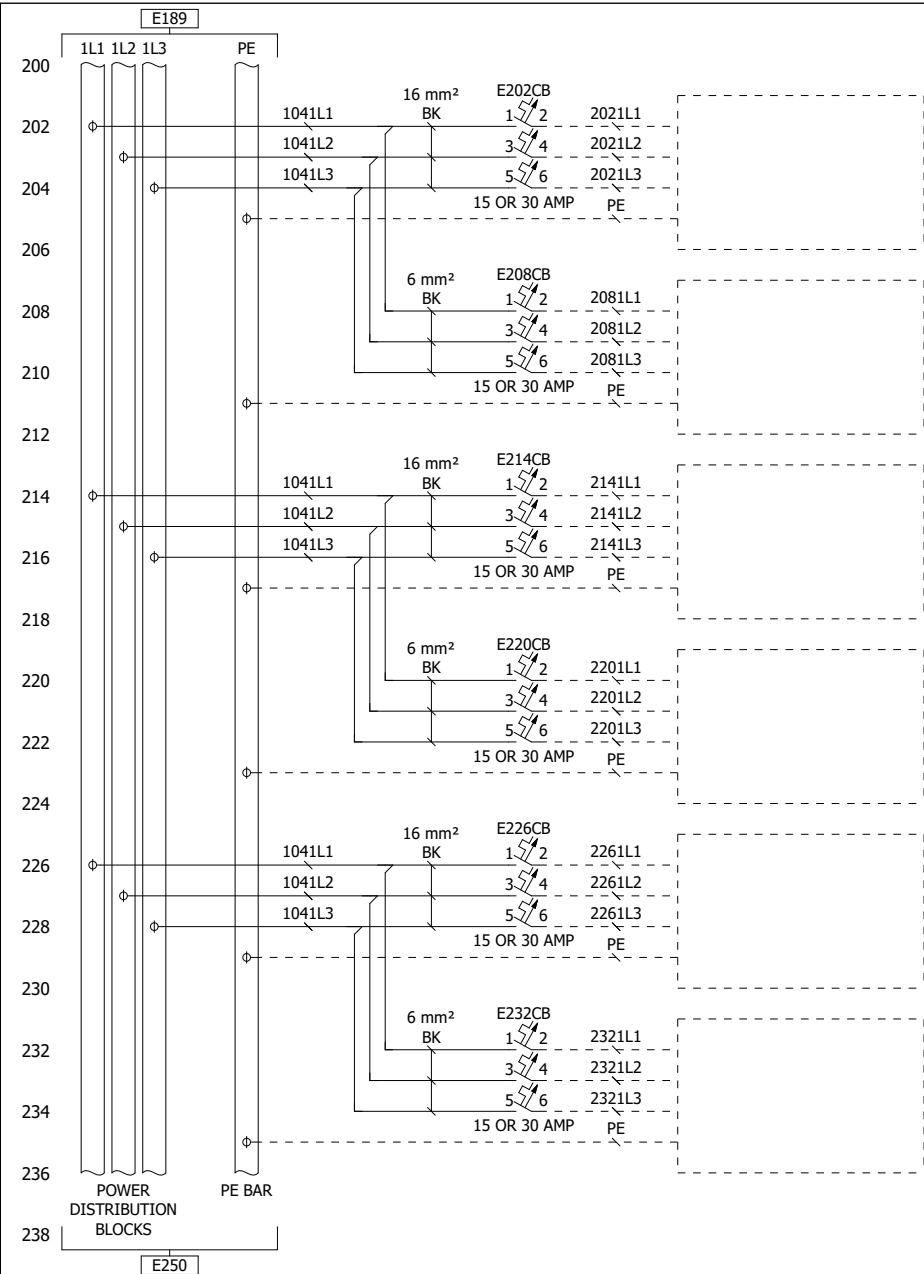 E189
1L1 1L2 1L3 PE
200
16 mm² E202CB
BK
202 1041L1 1 2 2021L1
1041L2 3 4 2021L2
204 1041L3 5 6 2021L3
15 OR 30 AMP PE
206
6 mm² E208CB
BK
208 1 2 2081L1
3 4 2081L2
210 5 6 2081L3
15 OR 30 AMP PE
212
16 mm² E214CB
BK
214 1041L1 1 2 2141L1
1041L2 3 4 2141L2
216 1041L3 5 6 2141L3
15 OR 30 AMP PE
218
6 mm² E220CB
BK
220 1 2 2201L1
3 4 2201L2
222 5 6 2201L3
15 OR 30 AMP PE
224
16 mm² E226CB
BK
226 1041L1 1 2 2261L1
1041L2 3 4 2261L2
228 1041L3 5 6 2261L3
15 OR 30 AMP PE
230
6 mm² E232CB
BK
232 1 2 2321L1
3 4 2321L2
234 5 6 2321L3
15 OR 30 AMP PE
236
POWER PE BAR
DISTRIBUTION
BLOCKS
238
E250